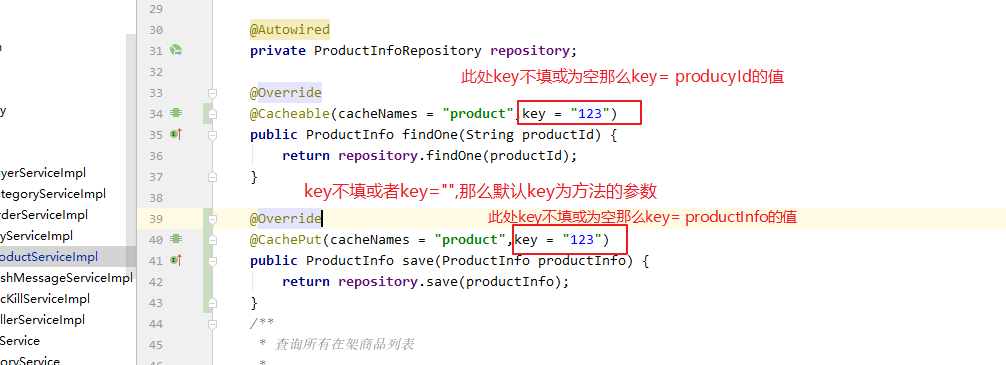 29
30 @Autowired
31 private ProductInfoRepository repository;
32
此处key不填或为空那么key= producyId的值
33 @Override
34 @Cacheable(cacheNames = "product",key = "123")
35 public ProductInfo findOne(String productId) {
36 return repository.findOne(productId);
37 }
38
key不填或者key="",那么默认key为方法的参数
39 @Override
此处key不填或为空那么key= productInfo的值
40 @CachePut(cacheNames = "product",key = "123")
41 public ProductInfo save(ProductInfo productInfo) {
42 return repository.save(productInfo);
43 }
44 /**
45 * 查询所有在架商品列表
46 *
yerServiceImpl
tegoryServiceImpl
rderServiceImpl
yServiceImpl
oductServiceImpl
shMessageServiceImpl
cKillServiceImpl
llerServiceImpl
Service
oryService